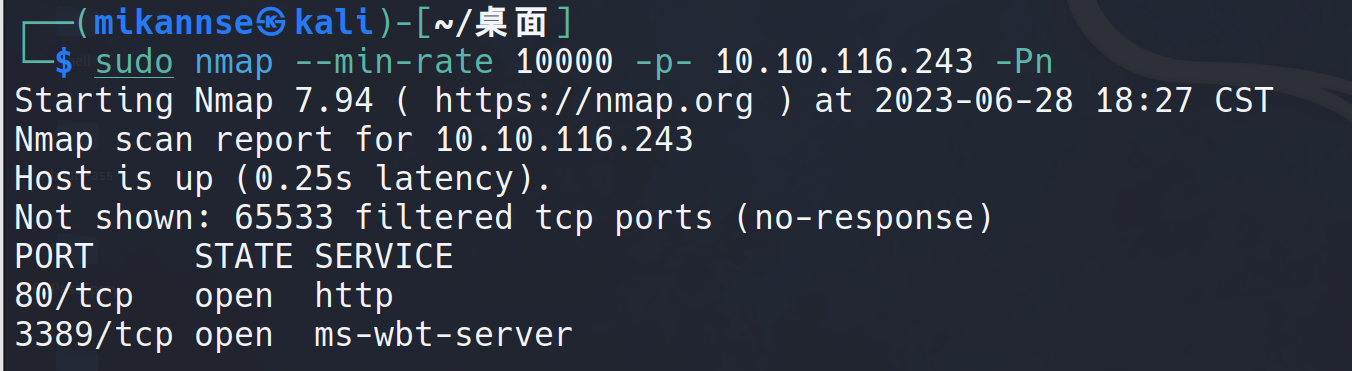 ┌──(mikannse㉿kali)-[~/桌面]
└─$ sudo nmap --min-rate 10000 -p- 10.10.116.243 -Pn
Starting Nmap 7.94 ( https://nmap.org ) at 2023-06-28 18:27 CST
Nmap scan report for 10.10.116.243
Host is up (0.25s latency).
Not shown: 65533 filtered tcp ports (no-response)
PORT     STATE SERVICE
80/tcp   open  http
3389/tcp open  ms-wbt-server